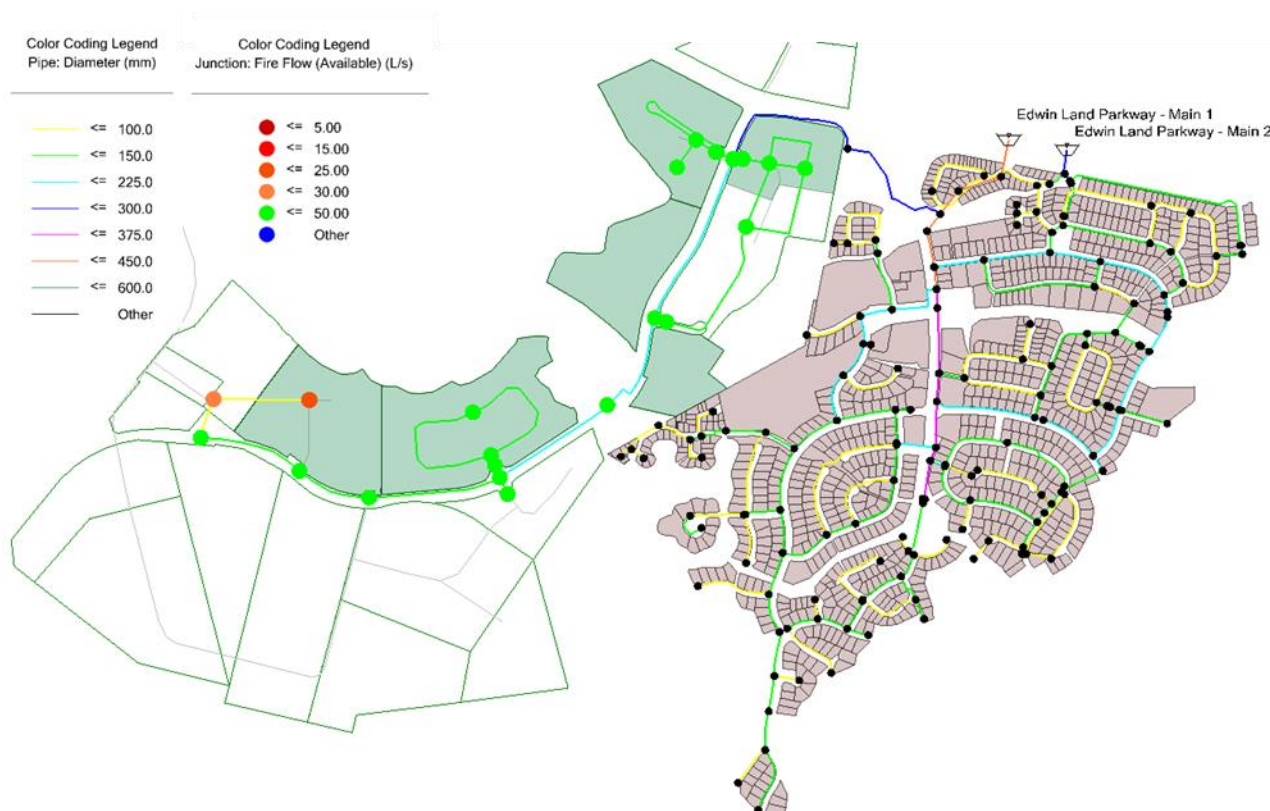 Color Coding Legend
Pipe: Diameter (mm)
<= 100.0
<= 150.0
<= 225.0
<= 300.0
<= 375.0
<= 450.0
<= 600.0
Other
Color Coding Legend
Junction: Fire Flow (Available) (L/s)
<= 5.00
<= 15.00
<= 25.00
<= 30.00
<= 50.00
Other
Edwin Land Parkway - Main 1
Edwin Land Parkway - Main 2